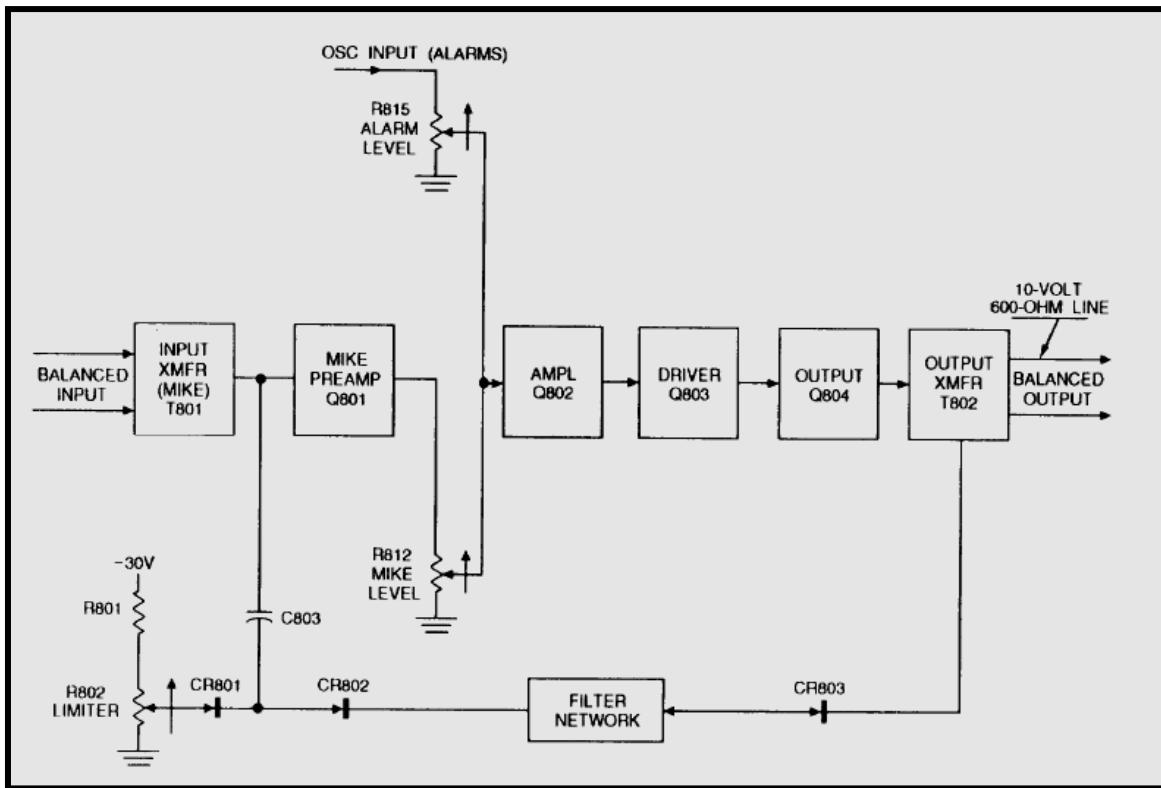 OSC INPUT (ALARMS)
R815
ALARM
LEVEL
10-VOLT
600-OHM LINE
BALANCED
INPUT
INPUT
XMFR
(MIKE)
T801
MIKE
PREAMP
Q801
AMPL
Q802
DRIVER
Q803
OUTPUT
Q804
OUTPUT
XMFR
T802
BALANCED
OUTPUT
R812
MIKE
LEVEL
-30V
R801
C803
R802
LIMITER
CR801
CR802
FILTER
NETWORK
CR803